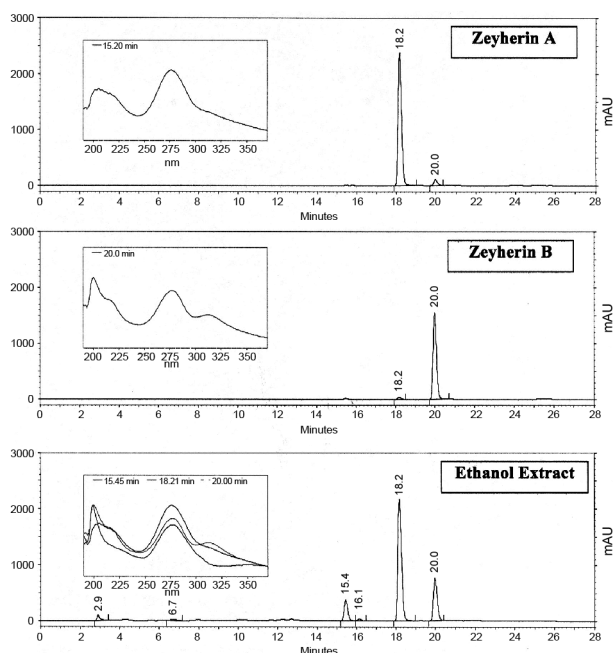 3000
Zeyherin A
15.20 min
18.2
2000
1000
20.0
0
mAU
200 225 250 275 300 325 350
nm
0 2 4 6 8 10 12 14 16 18 20 22 24 26 28
Minutes
3000
Zeyherin B
20.0 min
20.0
2000
1000
18.2
0
mAU
200 225 250 275 300 325 350
nm
0 2 4 6 8 10 12 14 16 18 20 22 24 26 28
Minutes
3000
Ethanol Extract
15.45 min 18.21 min 20.00 min
18.2
2000
1000
20.0
15.4
16.1
2.9
6.7
0
mAU
200 225 250 275 300 325 350
nm
0 2 4 6 8 10 12 14 16 18 20 22 24 26 28
Minutes